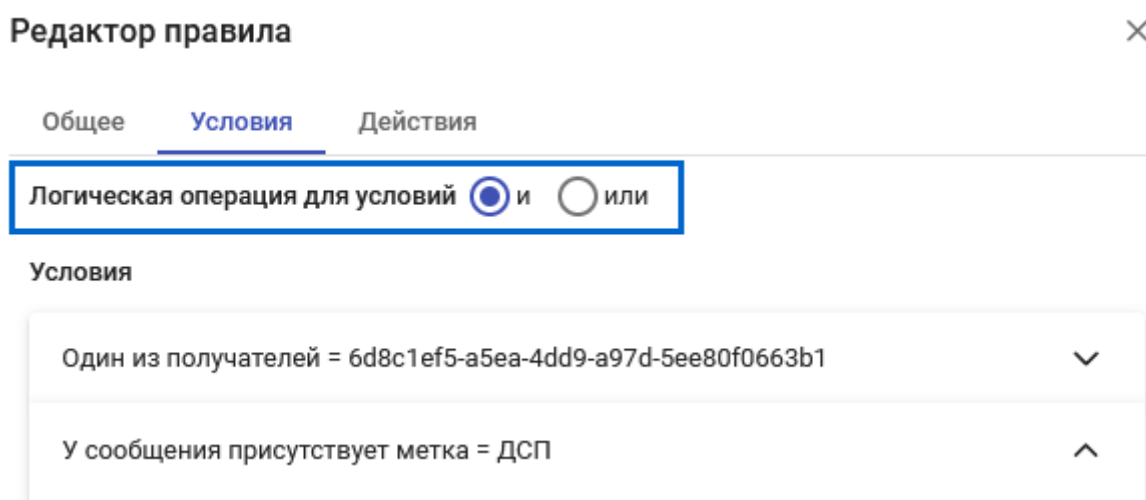 Редактор правила
Общее Условия Действия
Логическая операция для условий и или
Условия
Один из получателей = 6d8c1ef5-a5ea-4dd9-a97d-5ee80f0663b1
У сообщения присутствует метка = ДСП